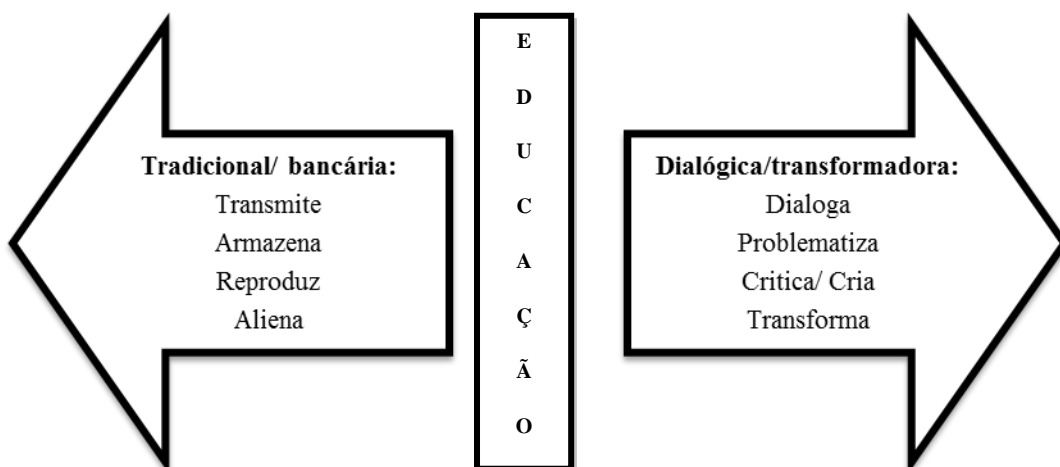 Tradicional/ bancária:
Transmite
Armazena
Reproduz
Aliena
E
D
U
C
A
Ç
Ã
O
Dialógica/transformadora:
Dialoga
Problematiza
Critica/ Cria
Transforma